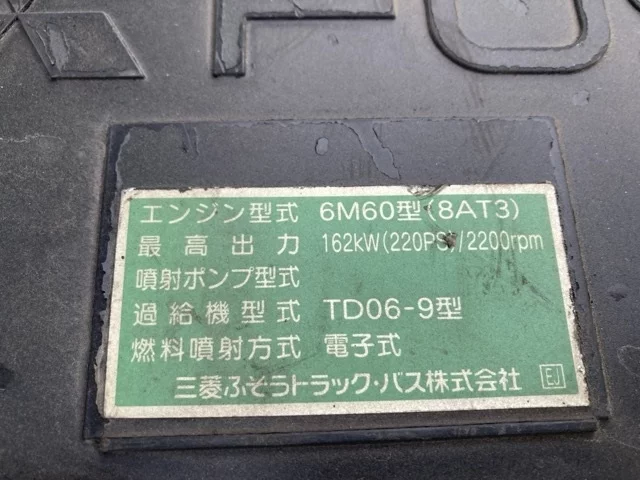 エンジン型式 6M60型(8AT3)
最高出力 162kW(220PS)/2200rpm
噴射ポンプ型式
過給機型式 TD06-9型
燃料噴射方式 電子式
三菱ふそうトラック・バス株式会社 EJ